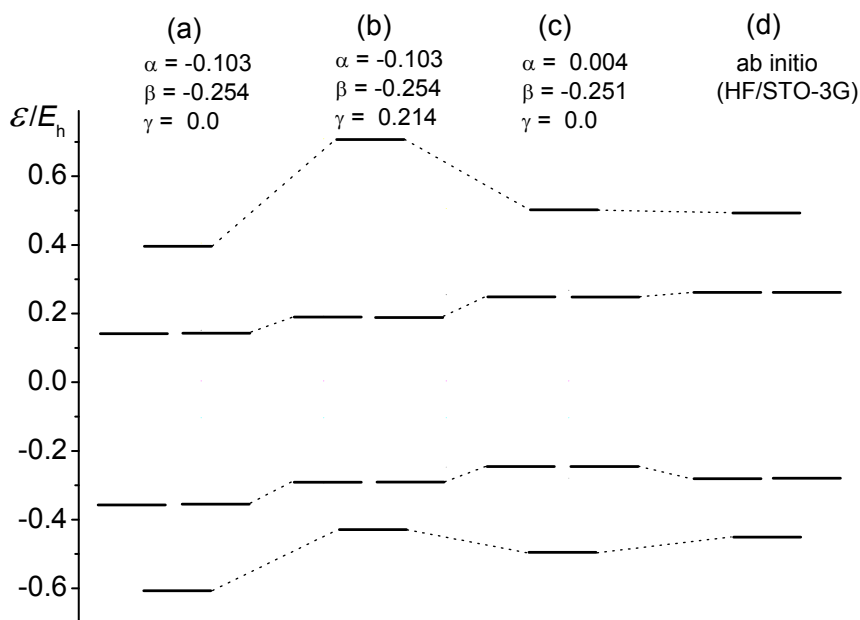 (a) (b) (c) (d)
α = -0.103 α = -0.103 α = 0.004 ab initio
β = -0.254 β = -0.254 β = -0.251 (HF/STO-3G)
γ = 0.0 γ = 0.214 γ = 0.0
ℰ/Eh
0.6
0.4
0.2
0.0
-0.2
-0.4
-0.6